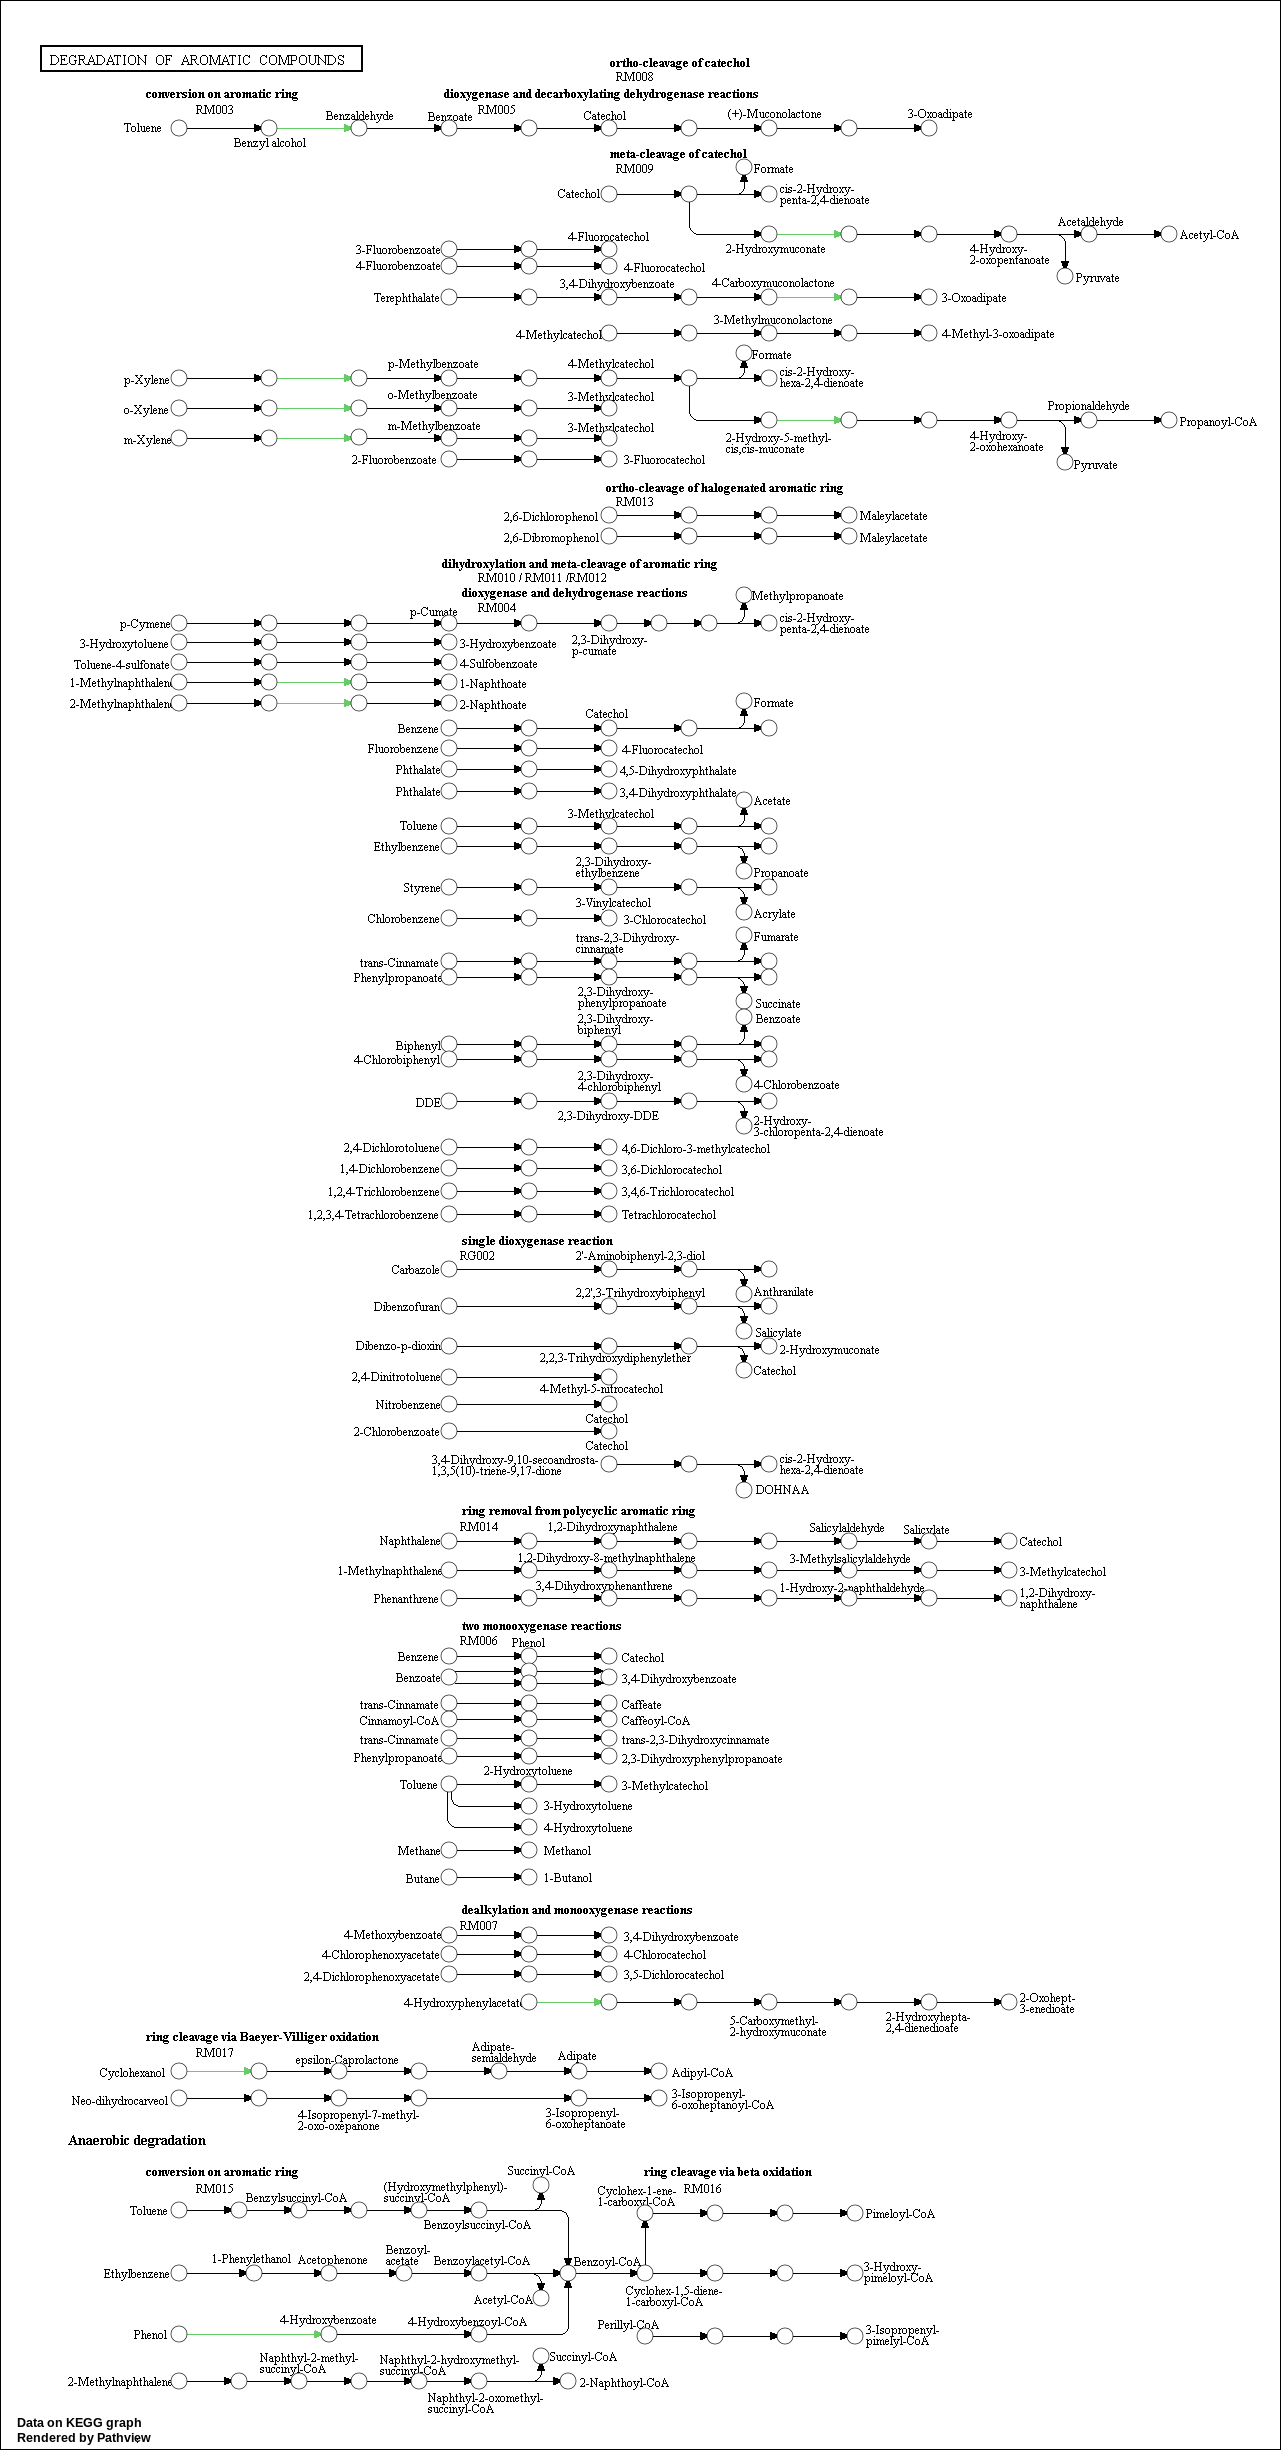 DEGRADATION OF AROMATIC COMPOUNDS
ortho-cleavage of catechol
RM008
conversion on aromatic ring
dioxygenase and decarboxylating dehydrogenase reactions
RM003
RM005
Toluene
Benzyl alcohol
Benzaldehyde
Benzoate
Catechol
(+)-Muconolactone
3-Oxoadipate
meta-cleavage of catechol
RM009
Formate
Catechol
cis-2-Hydroxy-
penta-2,4-dienoate
2-Hydroxymuconate
4-Hydroxy-
2-oxopentanoate
Acetaldehyde
Acetyl-CoA
Pyruvate
3-Fluorobenzoate
4-Fluorocatechol
4-Fluorobenzoate
4-Fluorocatechol
Terephthalate
3,4-Dihydroxybenzoate
4-Carboxymuconolactone
3-Oxoadipate
4-Methylcatechol
3-Methylmuconolactone
4-Methyl-3-oxoadipate
p-Xylene
p-Methylbenzoate
4-Methylcatechol
Formate
cis-2-Hydroxy-
hexa-2,4-dienoate
o-Xylene
o-Methylbenzoate
3-Methylcatechol
2-Hydroxy-5-methyl-
cis,cis-muconate
4-Hydroxy-
2-oxohexanoate
Propionaldehyde
Propanoyl-CoA
Pyruvate
m-Xylene
m-Methylbenzoate
3-Methylcatechol
2-Fluorobenzoate
3-Fluorocatechol
ortho-cleavage of halogenated aromatic ring
RM013
2,6-Dichlorophenol
Maleylacetate
2,6-Dibromophenol
Maleylacetate
dihydroxylation and meta-cleavage of aromatic ring
RM010 / RM011 /RM012
dioxygenase and dehydrogenase reactions
RM004
p-Cymene
p-Cumate
2,3-Dihydroxy-
p-cumate
Methylpropanoate
cis-2-Hydroxy-
penta-2,4-dienoate
3-Hydroxytoluene
3-Hydroxybenzoate
Toluene-4-sulfonate
4-Sulfobenzoate
1-Methylnaphthalene
1-Naphthoate
2-Methylnaphthalene
2-Naphthoate
Benzene
Catechol
Formate
Fluorobenzene
4-Fluorocatechol
Phthalate
4,5-Dihydroxyphthalate
Phthalate
3,4-Dihydroxyphthalate
Toluene
3-Methylcatechol
Acetate
Ethylbenzene
2,3-Dihydroxy-
ethylbenzene
Propanoate
Styrene
3-Vinylcatechol
Acrylate
Chlorobenzene
3-Chlorocatechol
trans-Cinnamate
trans-2,3-Dihydroxy-
cinnamate
Fumarate
Phenylpropanoate
2,3-Dihydroxy-
phenylpropanoate
Succinate
Biphenyl
2,3-Dihydroxy-
biphenyl
Benzoate
4-Chlorobiphenyl
2,3-Dihydroxy-
4-chlorobiphenyl
4-Chlorobenzoate
DDE
2,3-Dihydroxy-DDE
2-Hydroxy-
3-chloropenta-2,4-dienoate
2,4-Dichlorotoluene
4,6-Dichloro-3-methylcatechol
1,4-Dichlorobenzene
3,6-Dichlorocatechol
1,2,4-Trichlorobenzene
3,4,6-Trichlorocatechol
1,2,3,4-Tetrachlorobenzene
Tetrachlorocatechol
single dioxygenase reaction
RG002
Carbazole
2'-Aminobiphenyl-2,3-diol
Anthranilate
Dibenzofuran
2,2',3-Trihydroxybiphenyl
Salicylate
Dibenzo-p-dioxin
2,2,3-Trihydroxydiphenylether
2-Hydroxymuconate
Catechol
2,4-Dinitrotoluene
4-Methyl-5-nitrocatechol
Nitrobenzene
Catechol
2-Chlorobenzoate
Catechol
3,4-Dihydroxy-9,10-secoandrosta-
1,3,5(10)-triene-9,17-dione
cis-2-Hydroxy-
hexa-2,4-dienoate
DOHNAA
ring removal from polycyclic aromatic ring
RM014
Naphthalene
1,2-Dihydroxynaphthalene
Salicylaldehyde
Salicylate
Catechol
1-Methylnaphthalene
1,2-Dihydroxy-8-methylnaphthalene
3-Methylsalicylaldehyde
3-Methylcatechol
Phenanthrene
3,4-Dihydroxyphenanthrene
1-Hydroxy-2-naphthaldehyde
1,2-Dihydroxy-
naphthalene
two monooxygenase reactions
RM006
Benzene
Phenol
Catechol
Benzoate
3,4-Dihydroxybenzoate
trans-Cinnamate
Caffeate
Cinnamoyl-CoA
Caffeoyl-CoA
trans-Cinnamate
trans-2,3-Dihydroxycinnamate
Phenylpropanoate
2,3-Dihydroxyphenylpropanoate
Toluene
2-Hydroxytoluene
3-Methylcatechol
3-Hydroxytoluene
4-Hydroxytoluene
Methane
Methanol
Butane
1-Butanol
dealkylation and monooxygenase reactions
RM007
4-Methoxybenzoate
3,4-Dihydroxybenzoate
4-Chlorophenoxyacetate
4-Chlorocatechol
2,4-Dichlorophenoxyacetate
3,5-Dichlorocatechol
4-Hydroxyphenylacetate
5-Carboxymethyl-
2-hydroxymuconate
2-Hydroxyhepta-
2,4-dienedioate
2-Oxohept-
3-enedioate
ring cleavage via Baeyer-Villiger oxidation
RM017
Cyclohexanol
epsilon-Caprolactone
Adipate-
semialdehyde
Adipate
Adipyl-CoA
Neo-dihydrocarveol
4-Isopropenyl-7-methyl-
2-oxo-oxepanone
3-Isopropenyl-
6-oxoheptanoate
3-Isopropenyl-
6-oxoheptanoyl-CoA
Anaerobic degradation
conversion on aromatic ring
RM015
ring cleavage via beta oxidation
RM016
Toluene
Benzylsuccinyl-CoA
(Hydroxymethylphenyl)-
succinyl-CoA
Benzoylsuccinyl-CoA
Succinyl-CoA
Cyclohex-1-ene-
1-carboxyl-CoA
Pimeloyl-CoA
Ethylbenzene
1-Phenylethanol
Acetophenone
Benzoyl-
acetate
Benzoylacetyl-CoA
Acetyl-CoA
Benzoyl-CoA
Cyclohex-1,5-diene-
1-carboxyl-CoA
3-Hydroxy-
pimeloyl-CoA
Phenol
4-Hydroxybenzoate
4-Hydroxybenzoyl-CoA
Perillyl-CoA
3-Isopropenyl-
pimelyl-CoA
2-Methylnaphthalene
Naphthyl-2-methyl-
succinyl-CoA
Naphthyl-2-hydroxymethyl-
succinyl-CoA
Naphthyl-2-oxomethyl-
succinyl-CoA
Succinyl-CoA
2-Naphthoyl-CoA
Data on KEGG graph
Rendered by Pathview